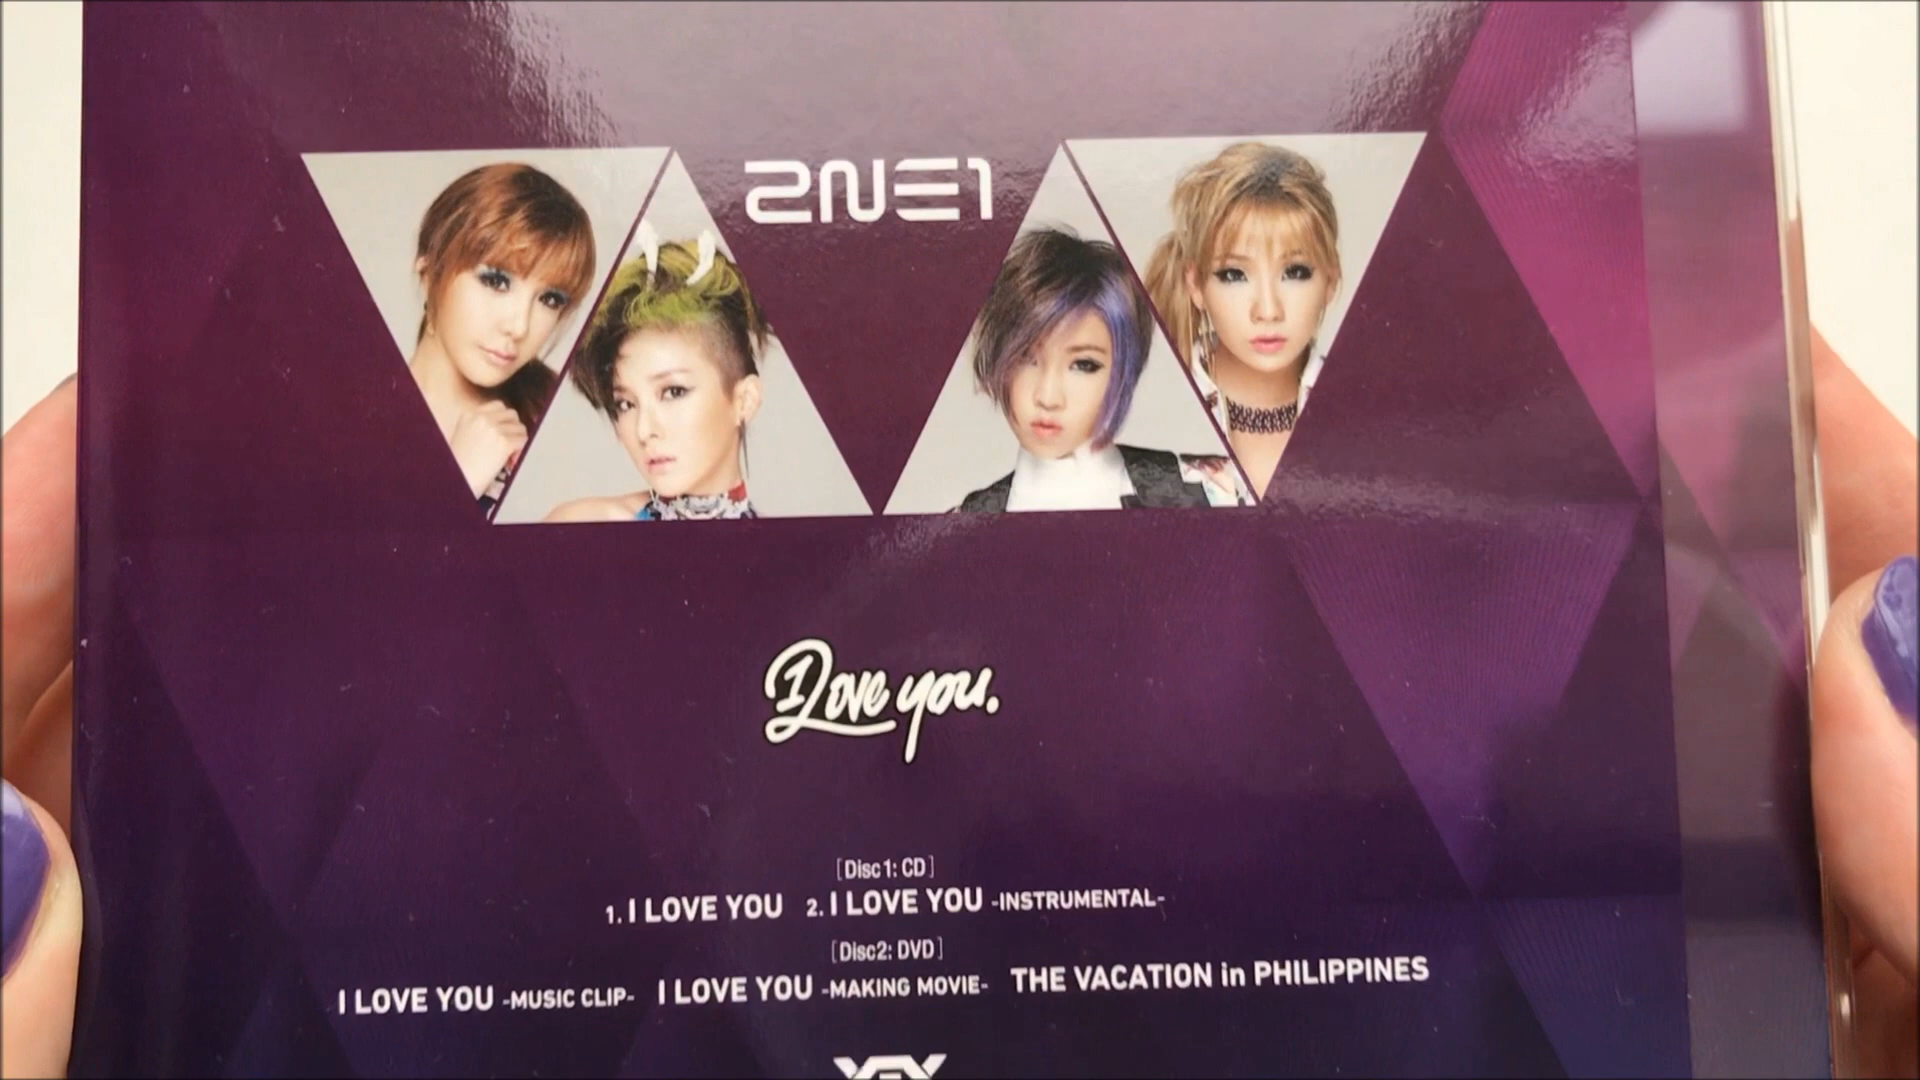 2NE1
I Love you.
[Disc1: CD]
1. I LOVE YOU 2. I LOVE YOU -INSTRUMENTAL-
[Disc2: DVD]
I LOVE YOU -MUSIC CLIP- I LOVE YOU -MAKING MOVIE- THE VACATION in PHILIPPINES